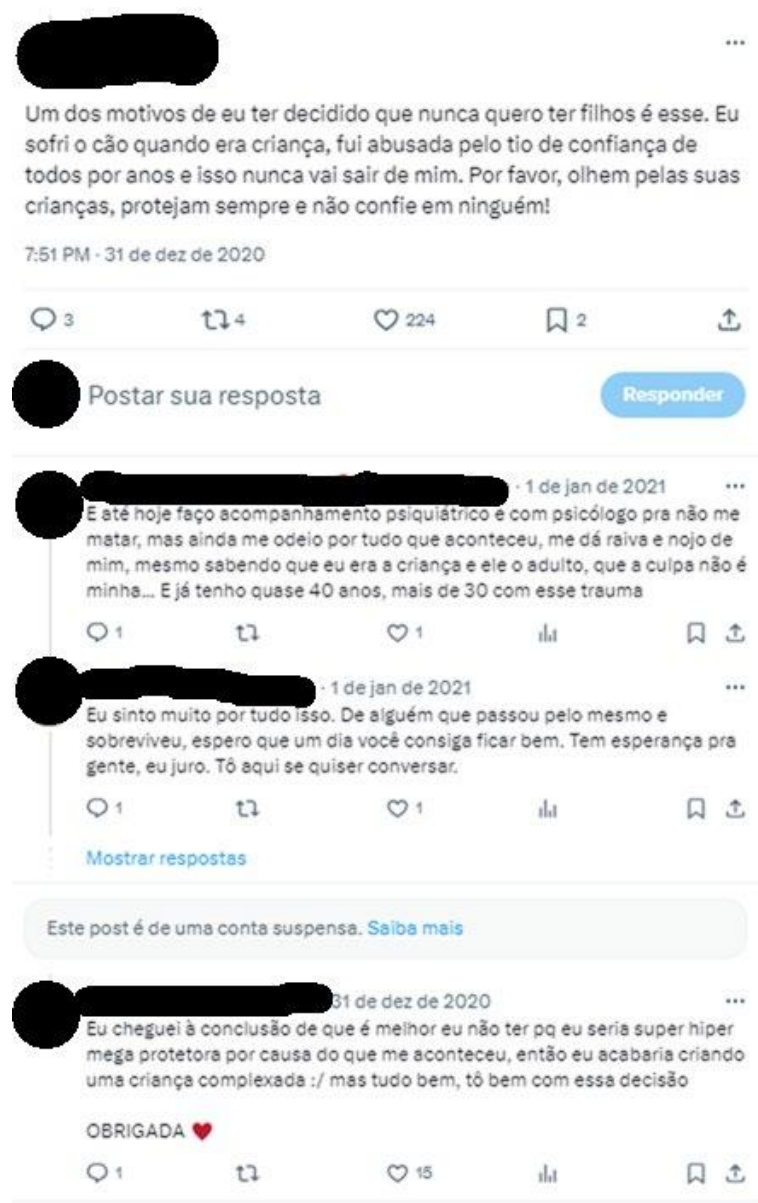 Um dos motivos de eu ter decidido que nunca quero ter filhos é esse. Eu
sofri o cão quando era criança, fui abusada pelo tio de confiança de
todos por anos e isso nunca vai sair de mim. Por favor, olhem pelas suas
crianças, protejam sempre e não confie em ninguém!
7:51 PM · 31 de dez de 2020
3 4 224 2
Postar sua resposta Responder
· 1 de jan de 2021
E até hoje faço acompanhamento psiquiátrico e com psicólogo pra não me
matar, mas ainda me odeio por tudo que aconteceu, me dá raiva e nojo de
mim, mesmo sabendo que eu era a criança e ele o adulto, que a culpa não é
minha... E já tenho quase 40 anos, mais de 30 com esse trauma
1 1
· 1 de jan de 2021
Eu sinto muito por tudo isso. De alguém que passou pelo mesmo e
sobreviveu, espero que um dia você consiga ficar bem. Tem esperança pra
gente, eu juro. Tô aqui se quiser conversar.
1 1
Mostrar respostas
Este post é de uma conta suspensa. Saiba mais
31 de dez de 2020
Eu cheguei à conclusão de que é melhor eu não ter pq eu seria super hiper
mega protetora por causa do que me aconteceu, então eu acabaria criando
uma criança complexada :/ mas tudo bem, tô bem com essa decisão
OBRIGADA ♥
1 15